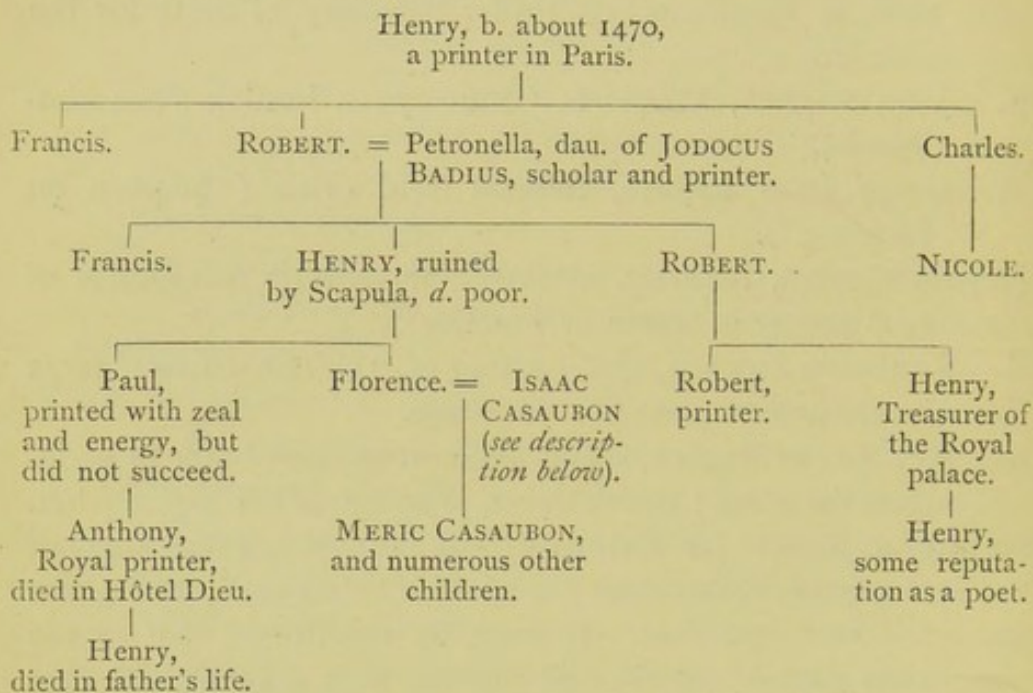 Henry, b. about 1470,
a printer in Paris.
Francis. ROBERT. = Petronella, dau. of JODOCUS Charles.
BADIUS, scholar and printer.
Francis. HENRY, ruined ROBERT. NICOLE.
by Scapula, d. poor.
Paul, Florence. = ISAAC Robert, Henry,
printed with zeal CASAUBON printer. Treasurer of
and energy, but (see descrip- the Royal
did not succeed. tion below). palace.
Anthony, MERIC CASAUBON, Henry,
Royal printer, and numerous other some reputa-
died in Hôtel Dieu. children. tion as a poet.
Henry,
died in father's life.